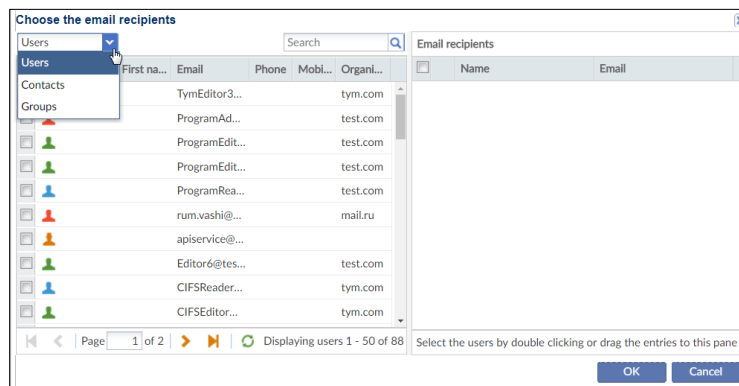 Choose the email recipients
Users
Search
Email recipients
Users
Contacts
Groups
First na... Email Phone Mobi... Organi...
Name Email
TymEditor3... tym.com
ProgramAd... test.com
ProgramEdit... test.com
ProgramEdit... test.com
ProgramRea... test.com
rum.vashi@... mail.ru
apiservice@...
Editor6@tes... test.com
CIFSReader... tym.com
CIFSEditor... tym.com
Page 1 of 2 Displaying users 1 - 50 of 88
Select the users by double clicking or drag the entries to this pane
OK Cancel